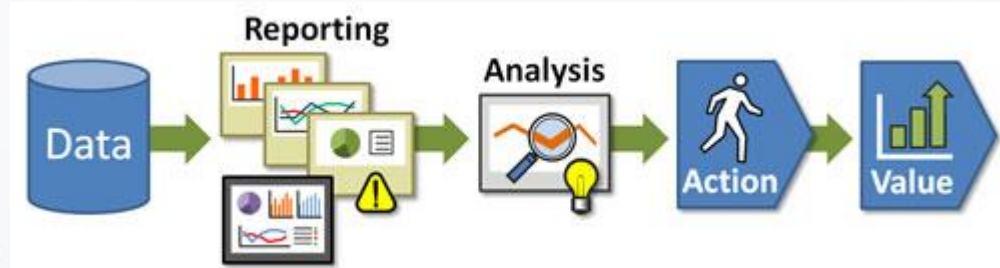 Reporting
Analysis
Data
Action
Value